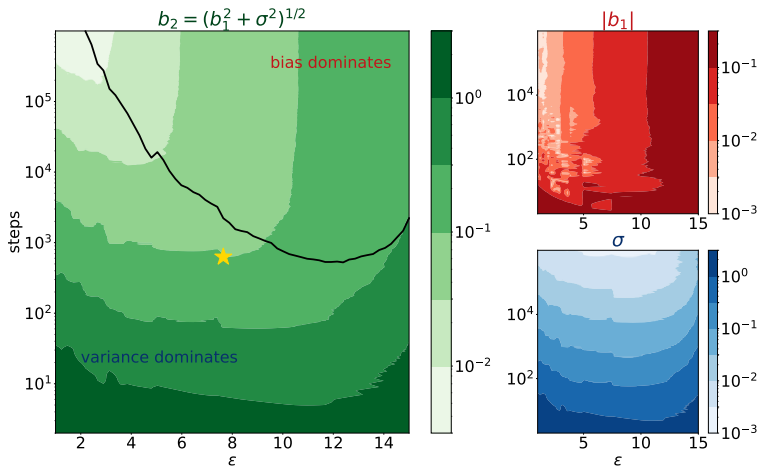 b₂ = (b₁² + σ²)^{1/2}
bias dominates
variance dominates
steps
10⁵
10⁴
10³
10²
10¹
2 4 6 8 10 12 14
ε
10⁰
10⁻¹
10⁻²
|b₁|
10⁴
10²
5 10 15
10⁻¹
10⁻²
10⁻³
σ
10⁴
10²
5 10 15
ε
10⁰
10⁻¹
10⁻²
10⁻³